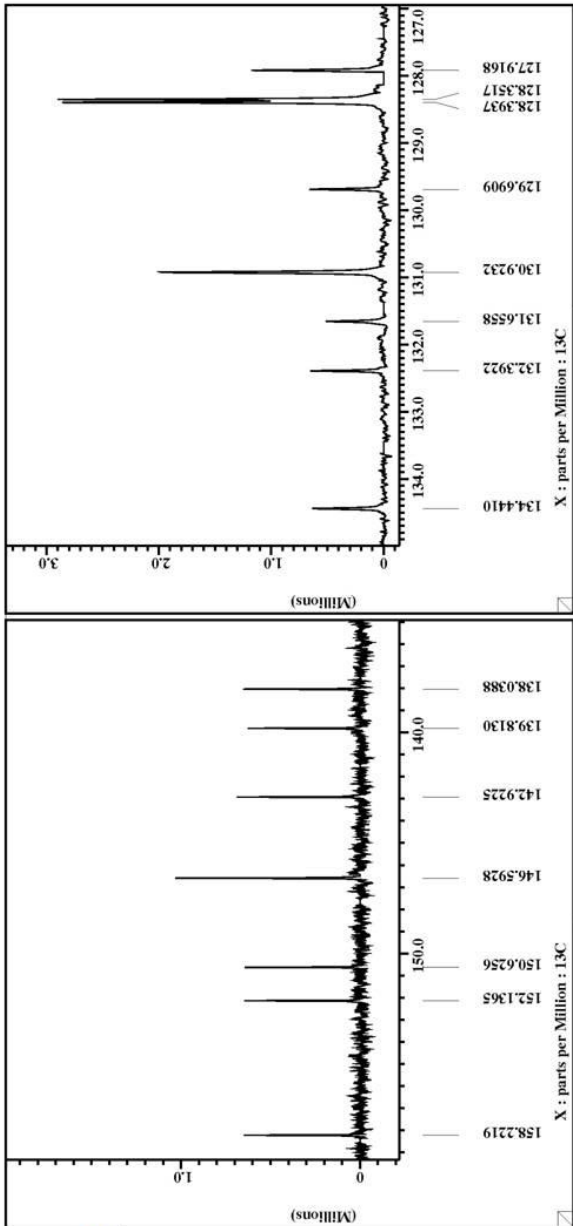 (Millions)
1.0
0
150.0 140.0
158.2219 152.1365 150.6256 146.5928 142.9225 139.8130 138.0388
X : parts per Million : 13C
(Millions)
3.0
2.0
1.0
0
134.0 133.0 132.0 131.0 130.0 129.0 128.0 127.0
134.4410 132.3922 131.6558 130.9232 129.6909 128.3937 128.3517 127.9168
X : parts per Million : 13C